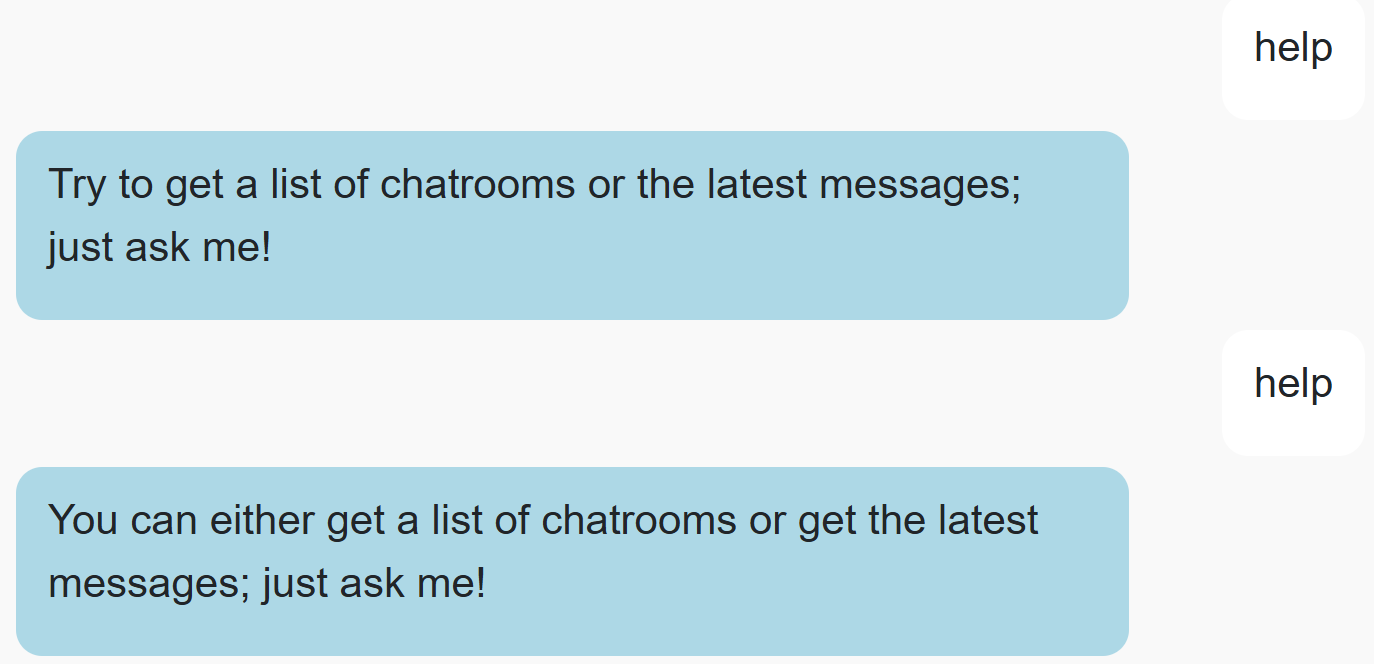 help
Try to get a list of chatrooms or the latest messages;
just ask me!
help
You can either get a list of chatrooms or get the latest
messages; just ask me!